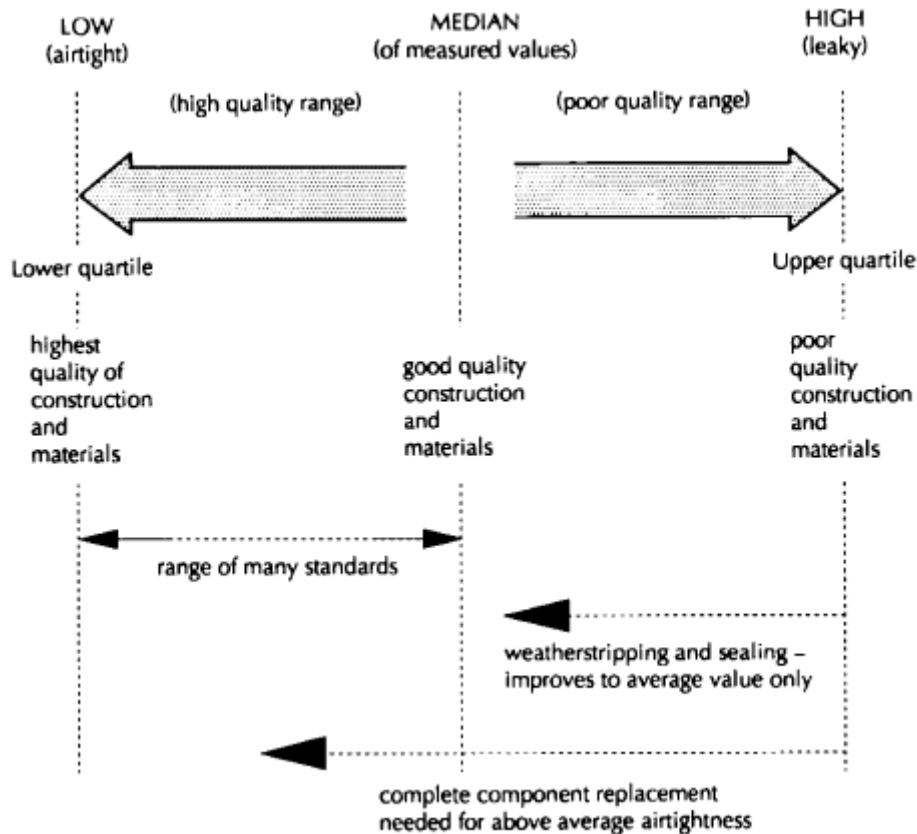 LOW
(airtight)
MEDIAN
(of measured values)
HIGH
(leaky)
(high quality range)
(poor quality range)
Lower quartile
Upper quartile
highest
quality of
construction
and
materials
good quality
construction
and
materials
poor
quality
construction
and
materials
range of many standards
weatherstripping and sealing –
improves to average value only
complete component replacement
needed for above average airtightness